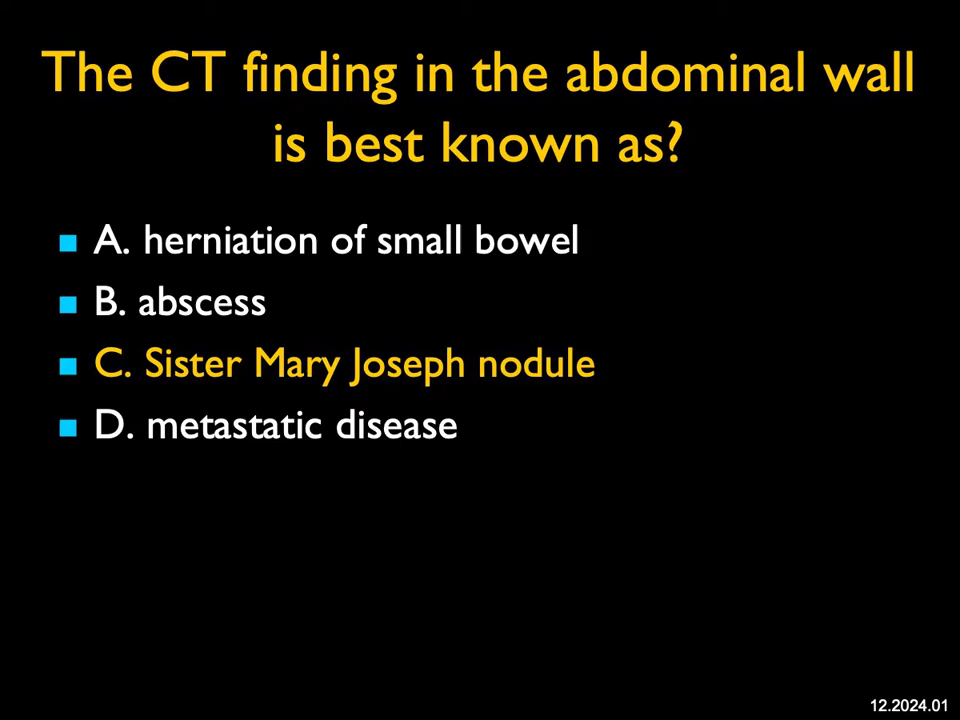 The CT finding in the abdominal wall
is best known as?
A. herniation of small bowel
B. abscess
C. Sister Mary Joseph nodule
D. metastatic disease
12.2024.01